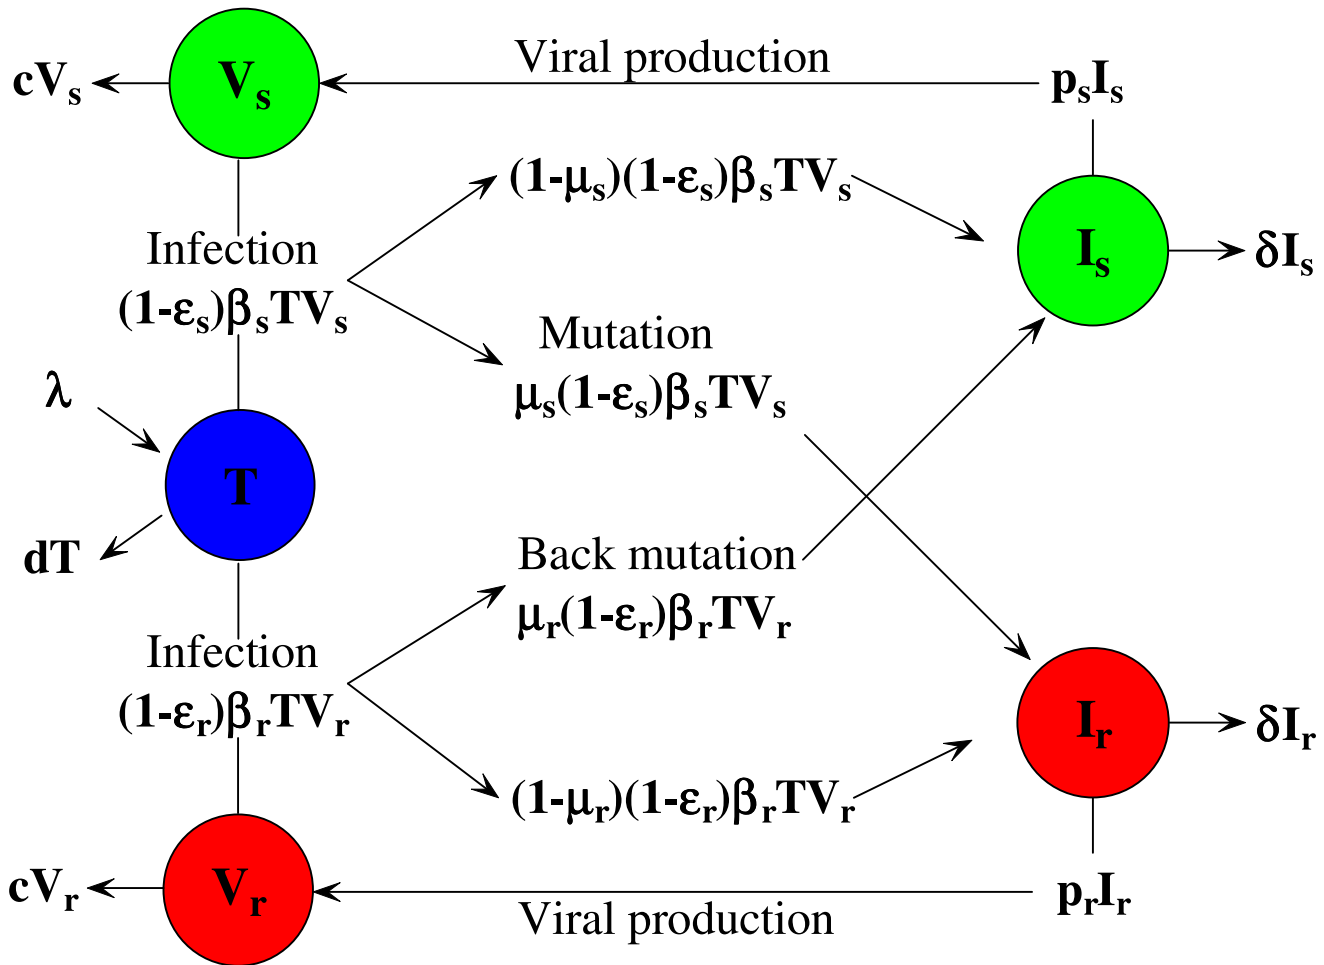 Viral production
cVₛ
Vₛ
pₛIₛ
(1-μₛ)(1-εₛ)βₛTVₛ
Infection
(1-εₛ)βₛTVₛ
Iₛ
δIₛ
Mutation
μₛ(1-εₛ)βₛTVₛ
λ
T
dT
Back mutation
μᵣ(1-εᵣ)βᵣTVᵣ
Infection
(1-εᵣ)βᵣTVᵣ
Iᵣ
δIᵣ
(1-μᵣ)(1-εᵣ)βᵣTVᵣ
cVᵣ
Vᵣ
pᵣIᵣ
Viral production